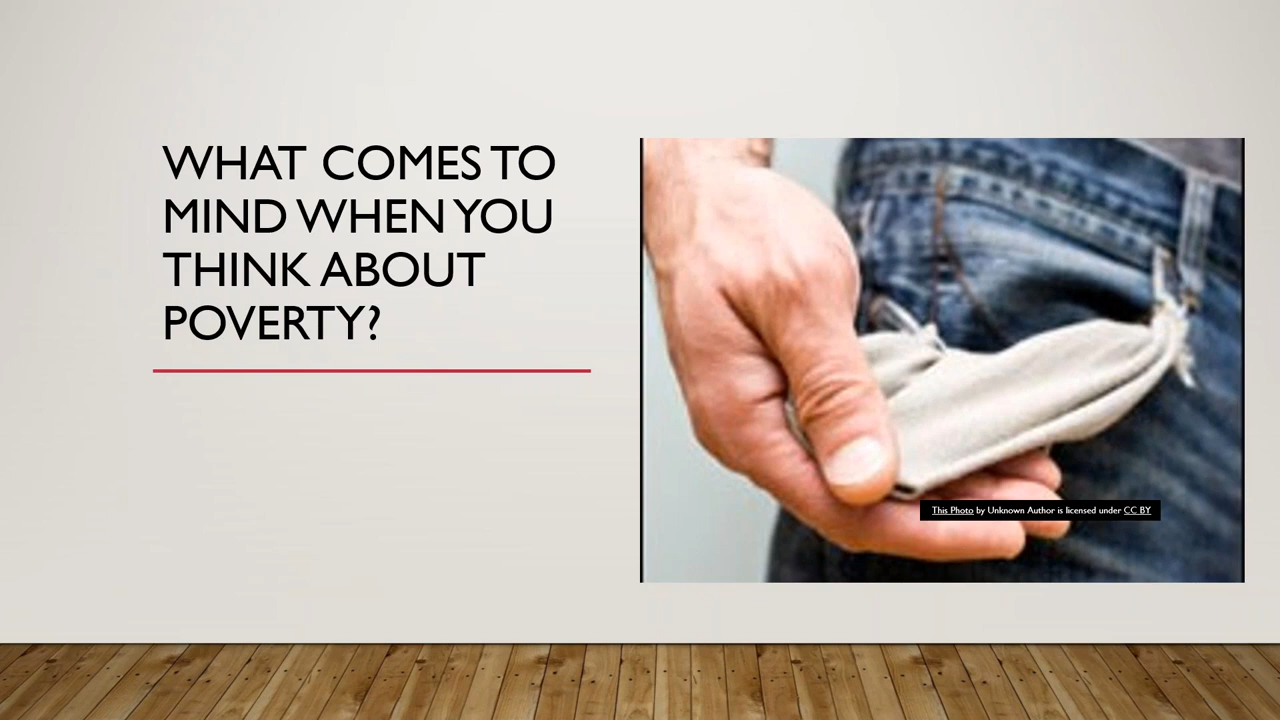 WHAT COMES TO
MIND WHEN YOU
THINK ABOUT
POVERTY?
This Photo by Unknown Author is licensed under CC BY